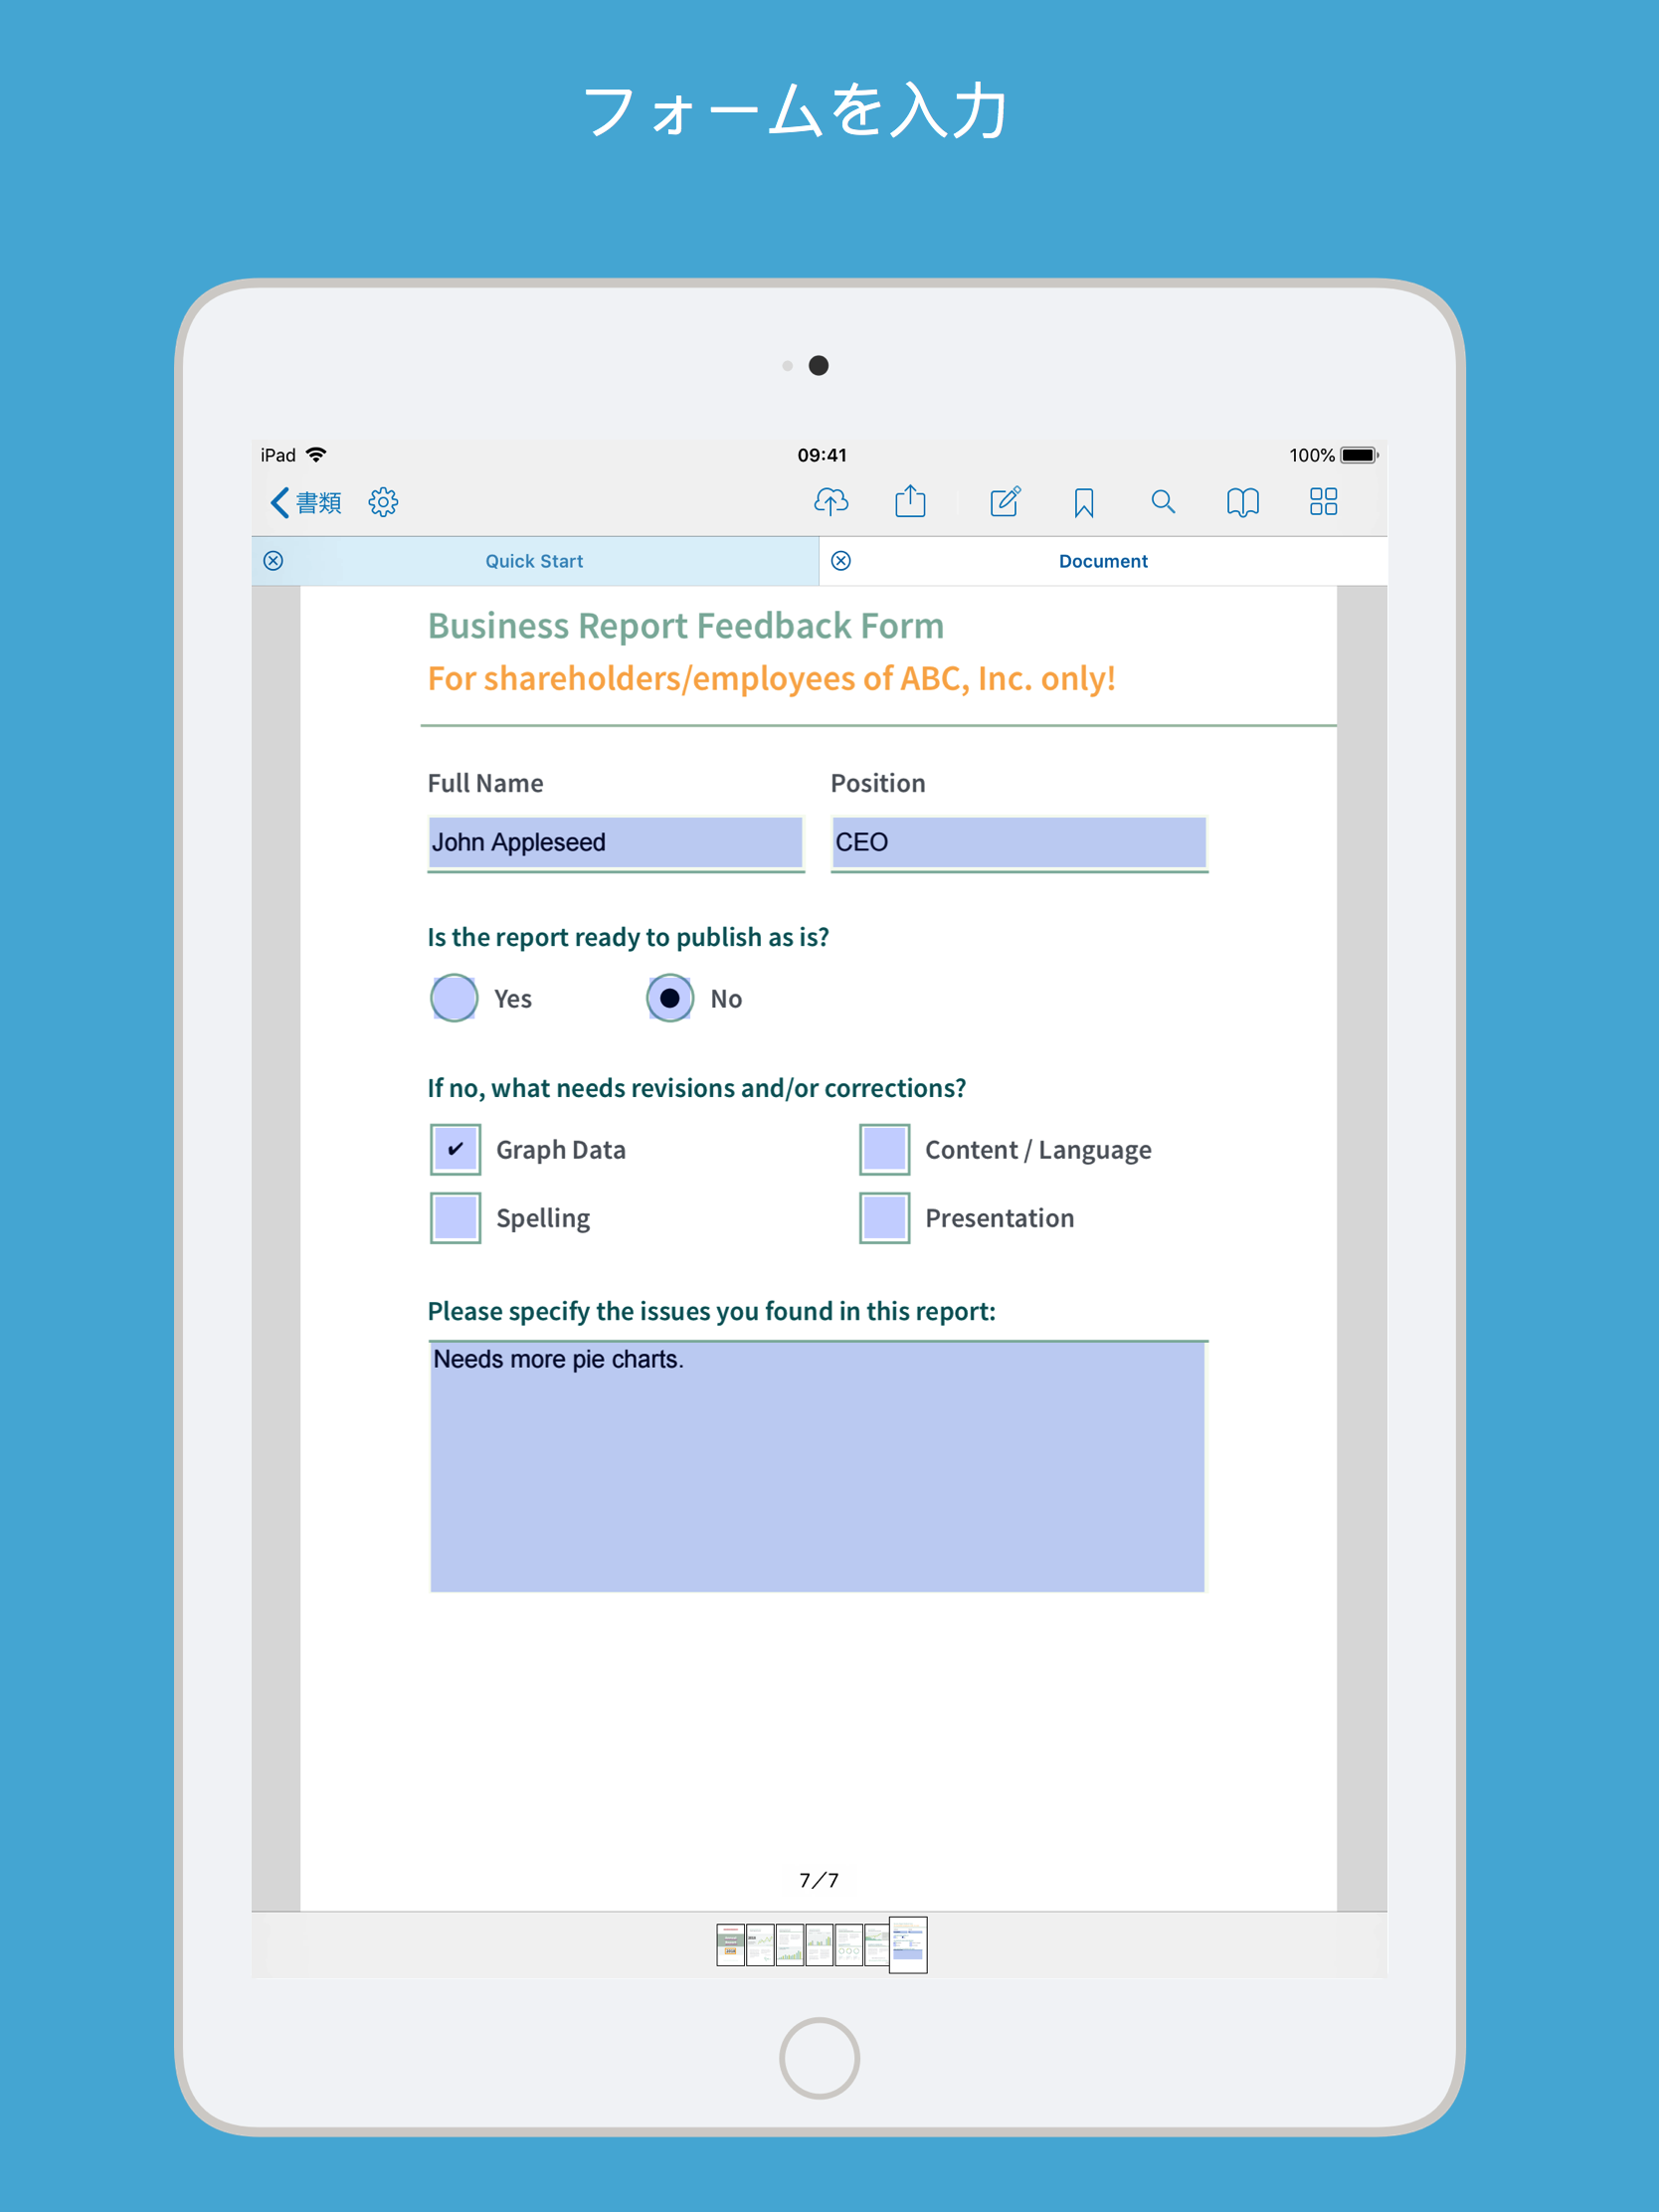 フォームを入力
iPad 09:41 100%
書類
Quick Start Document
Business Report Feedback Form
For shareholders/employees of ABC, Inc. only!
Full Name Position
John Appleseed CEO
Is the report ready to publish as is?
Yes No
If no, what needs revisions and/or corrections?
✔ Graph Data Content / Language
Spelling Presentation
Please specify the issues you found in this report:
Needs more pie charts.
7/7